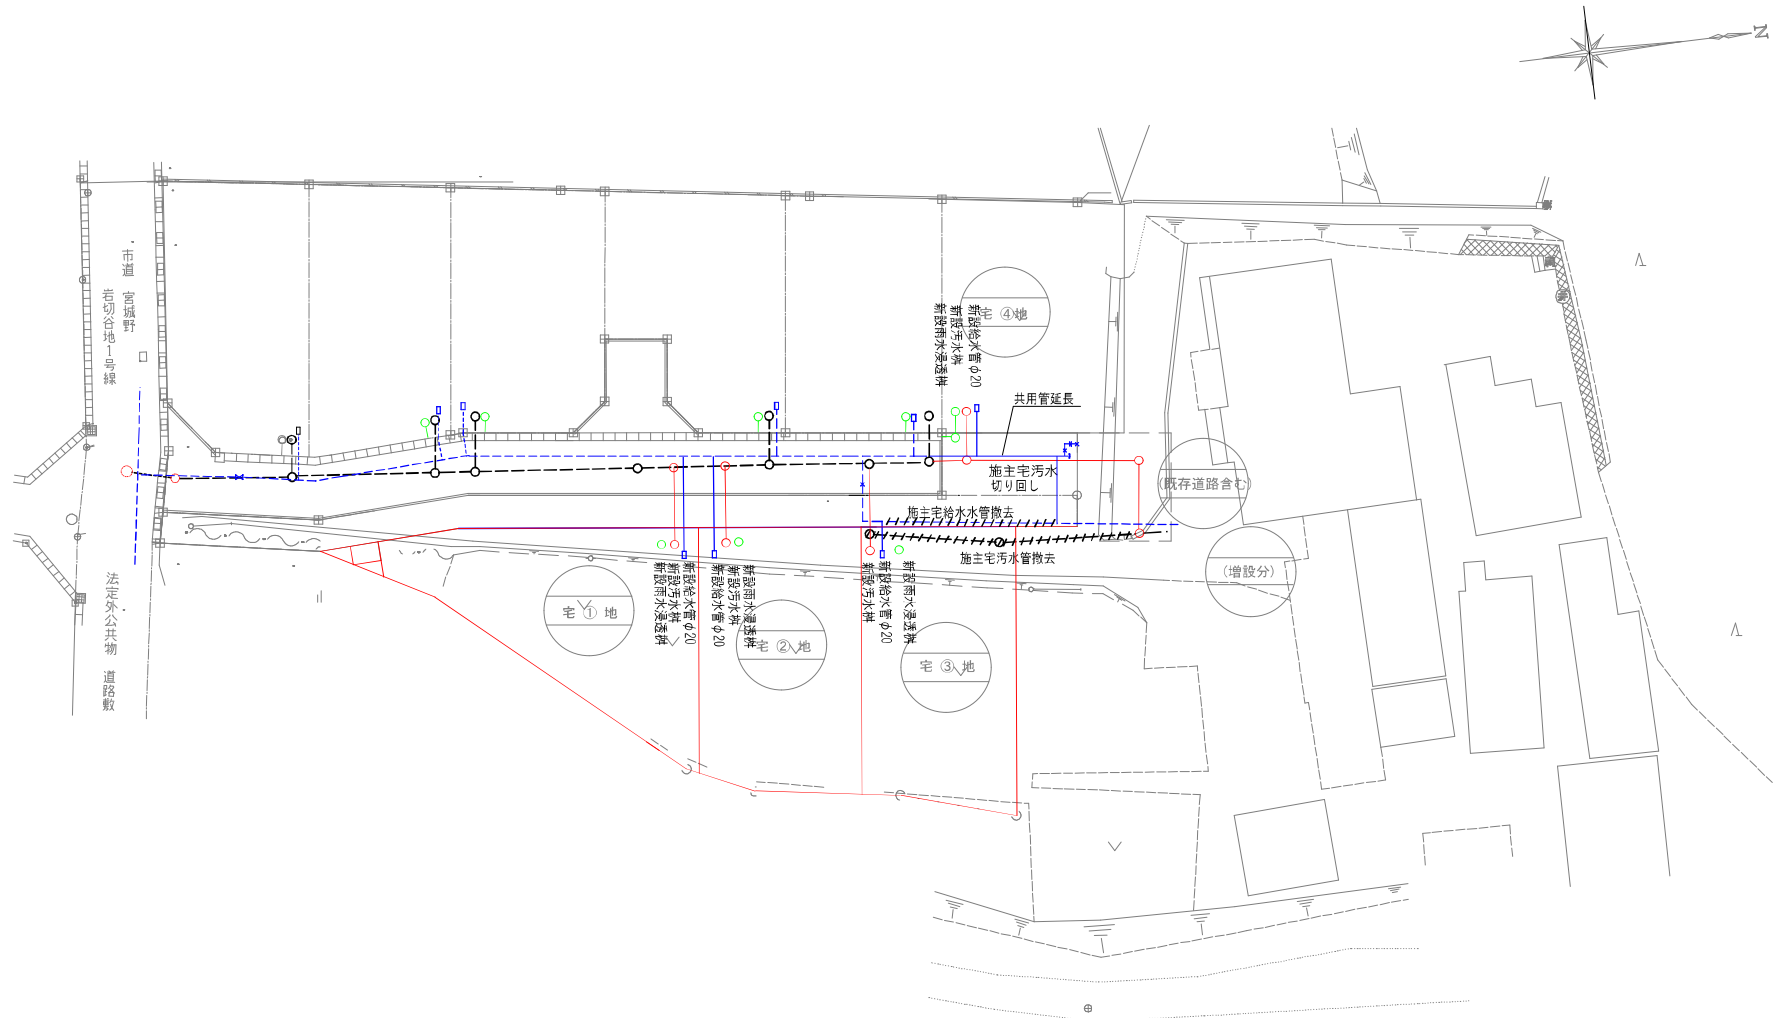 N
市道　宮城野
岩切谷地1号線
法定外公共物　道路敷
宅 ④ 地
新設雨水浸透桝
新設汚水桝
新設給水管φ20
共用管延長
施主宅汚水
切り回し
(既存道路含む)
施主宅給水管撤去
施主宅汚水管撤去
(増設分)
宅 ① 地
新設雨水浸透桝
新設汚水桝
新設給水管φ20
新設給水管φ20
新設汚水桝
新設雨水浸透桝
宅 ② 地
新設汚水桝
新設給水管φ20
新設雨水浸透桝
宅 ③ 地